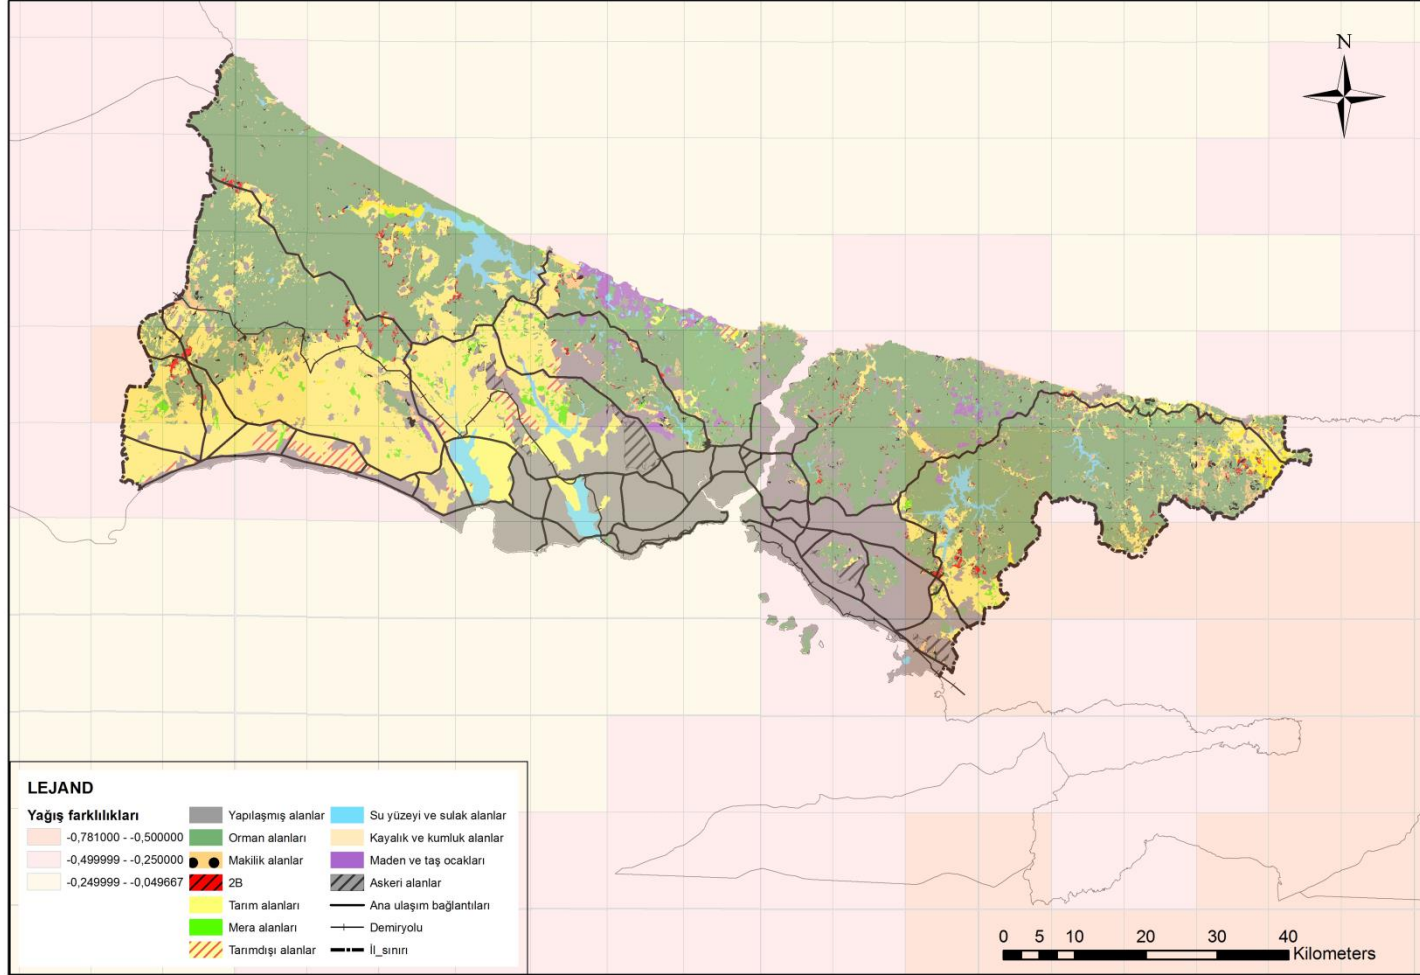 N
LEJAND
Yağış farklılıkları
-0,781000 - -0,500000
-0,499999 - -0,250000
-0,249999 - -0,049667
Yapılaşmış alanlar
Orman alanları
Makilik alanlar
2B
Tarım alanları
Mera alanları
Tarımdışı alanlar
Su yüzeyi ve sulak alanlar
Kayalık ve kumluk alanlar
Maden ve taş ocakları
Askeri alanlar
Ana ulaşım bağlantıları
Demiryolu
İl_sınırı
0 5 10 20 30 40
Kilometers